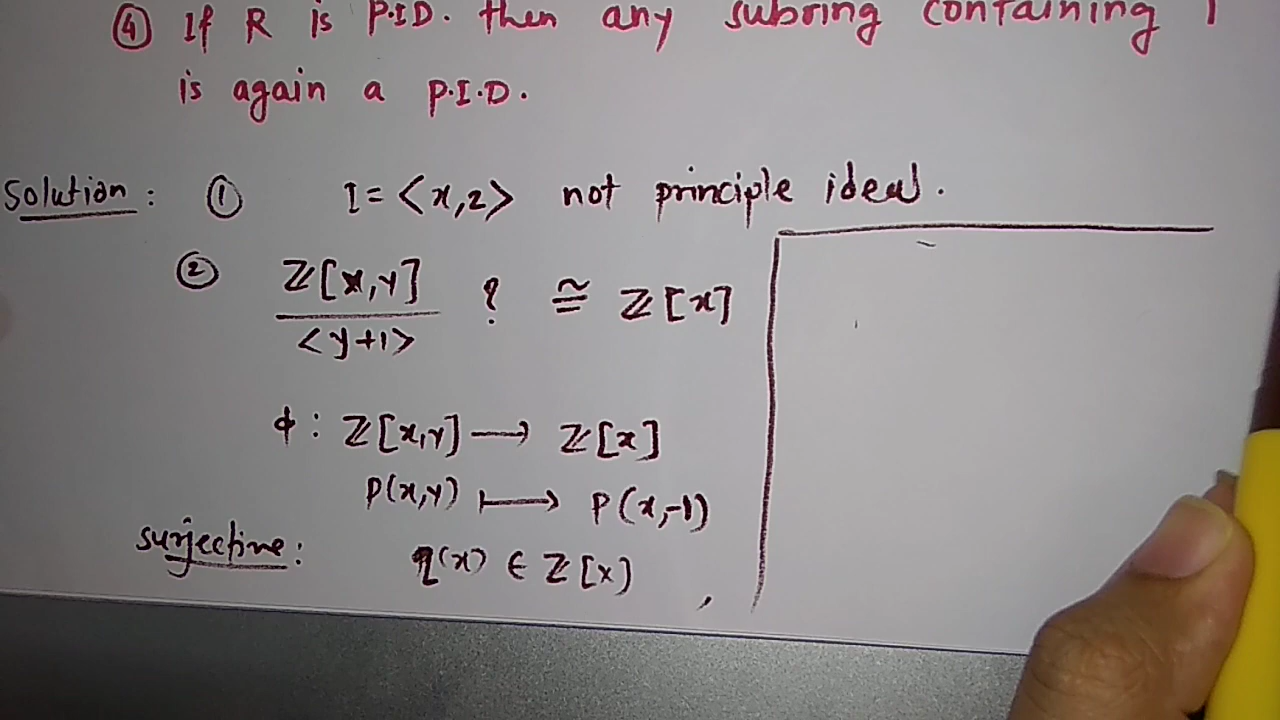 ④ If R is P.I.D. then any subring containing 1
is again a P.I.D.
Solution : ① I = <x,2> not principle ideal.
② ℤ[x,y] / <y+1> ? ≅ ℤ[x]
ϕ : ℤ[x,y] ⟶ ℤ[x]
P(x,y) ⟼ P(x,-1)
surjective : q(x) ∈ ℤ[x] ,